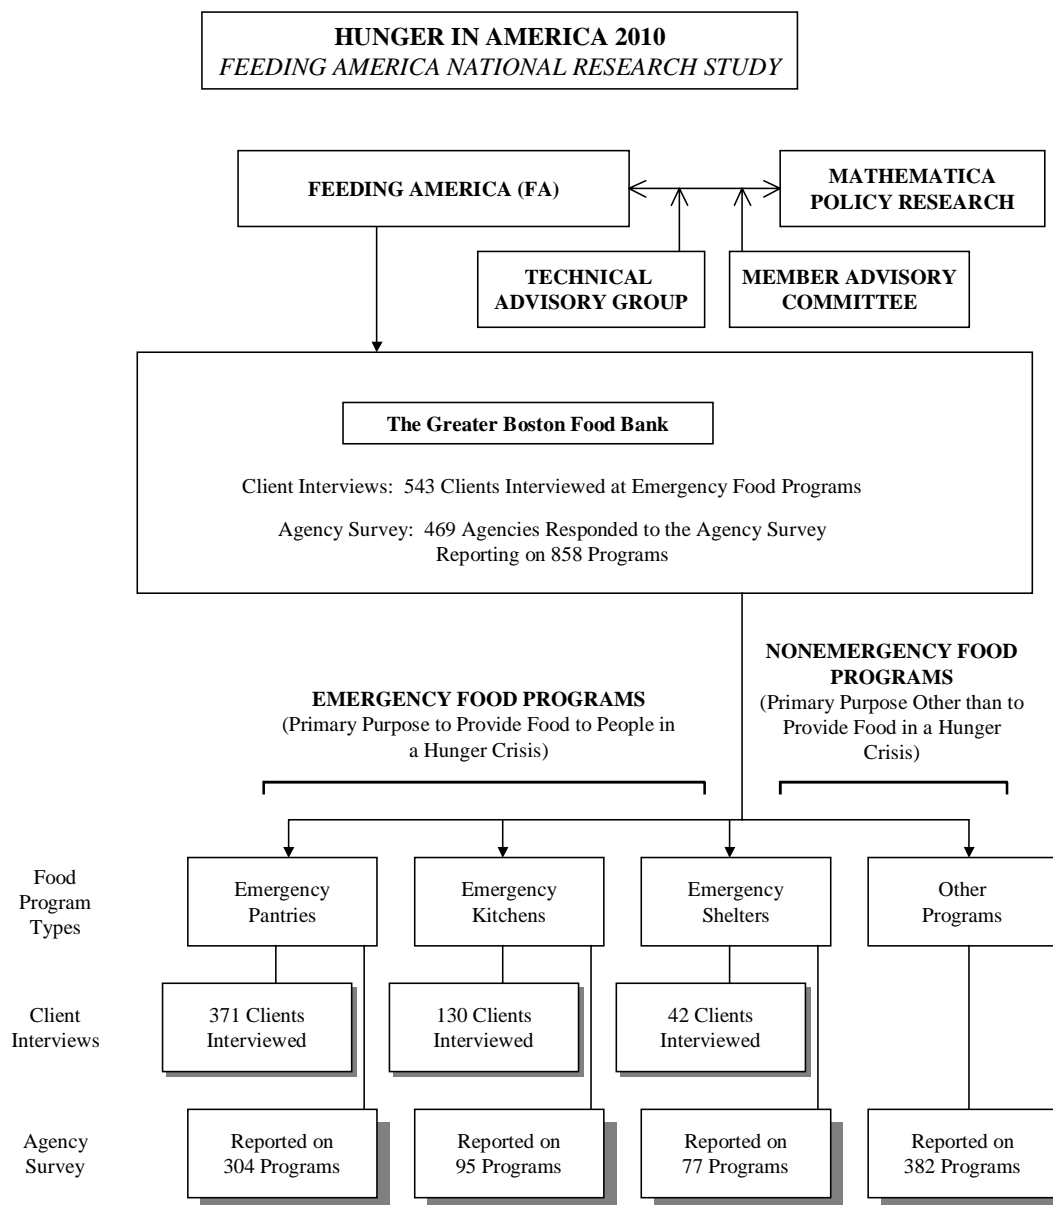 HUNGER IN AMERICA 2010
FEEDING AMERICA NATIONAL RESEARCH STUDY
FEEDING AMERICA (FA)
MATHEMATICA
POLICY RESEARCH
TECHNICAL
ADVISORY GROUP
MEMBER ADVISORY
COMMITTEE
The Greater Boston Food Bank
Client Interviews:  543 Clients Interviewed at Emergency Food Programs
Agency Survey:  469 Agencies Responded to the Agency Survey
Reporting on 858 Programs
EMERGENCY FOOD PROGRAMS
(Primary Purpose to Provide Food to People in
a Hunger Crisis)
NONEMERGENCY FOOD
PROGRAMS
(Primary Purpose Other than to
Provide Food in a Hunger
Crisis)
Food
Program
Types
Emergency
Pantries
Emergency
Kitchens
Emergency
Shelters
Other
Programs
Client
Interviews
371 Clients
Interviewed
130 Clients
Interviewed
42 Clients
Interviewed
Agency
Survey
Reported on
304 Programs
Reported on
95 Programs
Reported on
77 Programs
Reported on
382 Programs